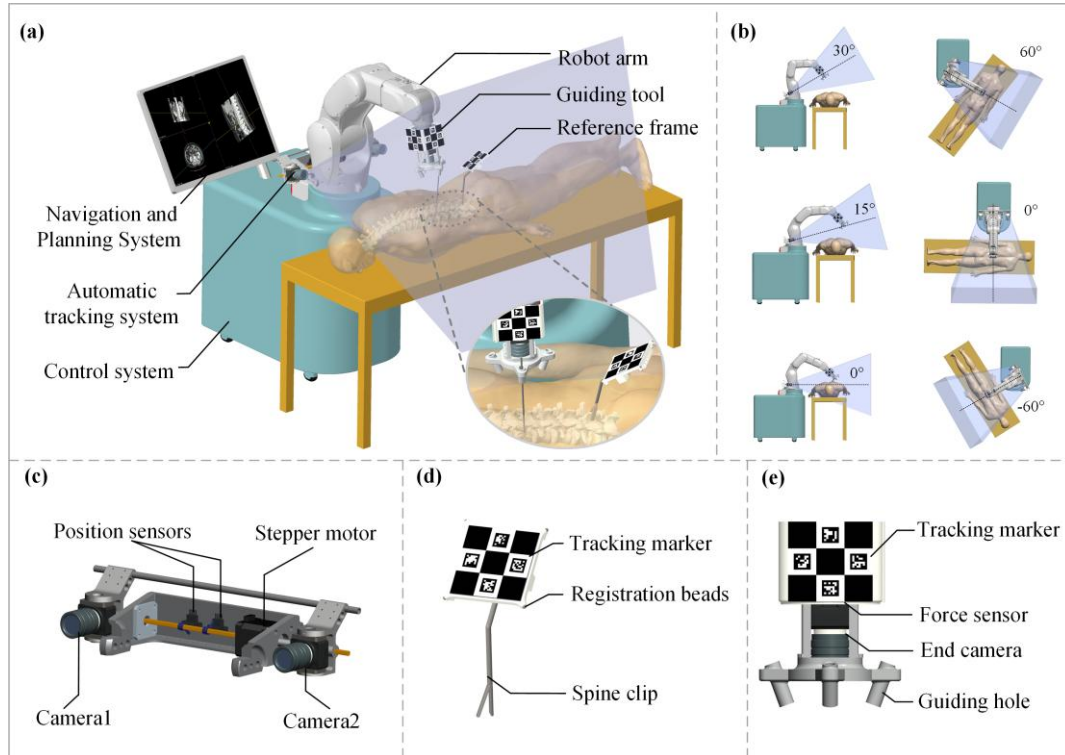 (a)
Robot arm
Guiding tool
Reference frame
Navigation and
Planning System
Automatic
tracking system
Control system
(b)
30°
60°
15°
0°
0°
-60°
(c)
Position sensors
Stepper motor
Camera1
Camera2
(d)
Tracking marker
Registration beads
Spine clip
(e)
Tracking marker
Force sensor
End camera
Guiding hole